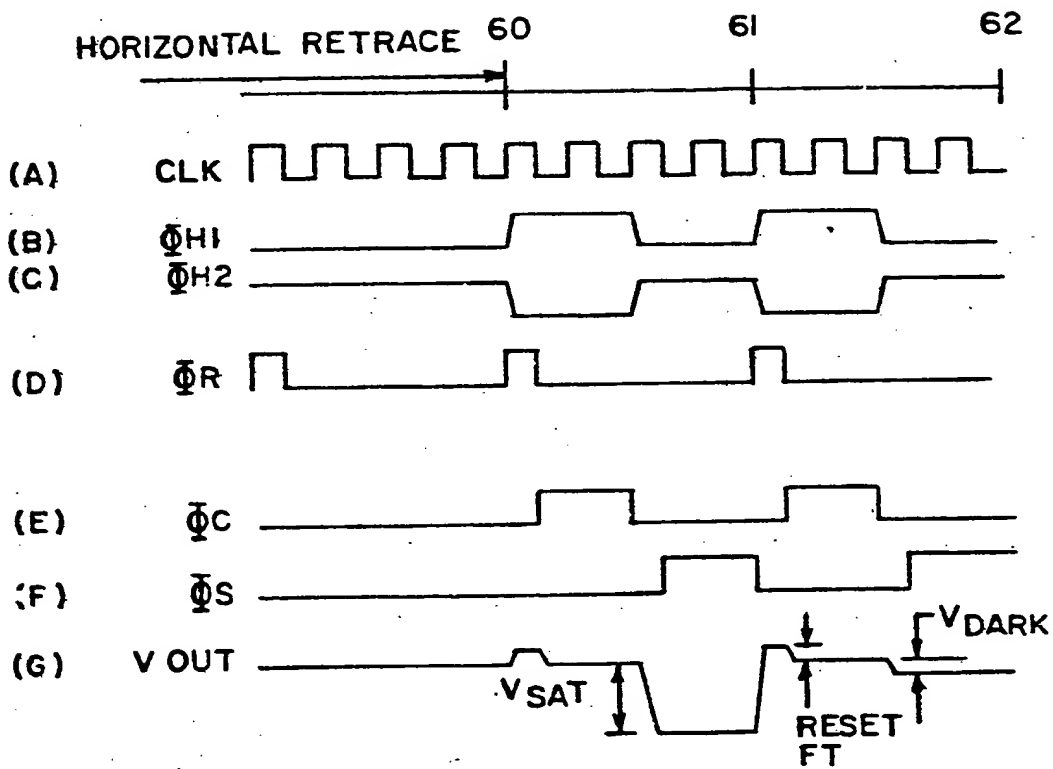 60 61 62
HORIZONTAL RETRACE
(A) CLK
(B) ΦH1
(C) ΦH2
(D) ΦR
(E) ΦC
(F) ΦS
(G) V OUT
VSAT
RESET
FT
VDARK